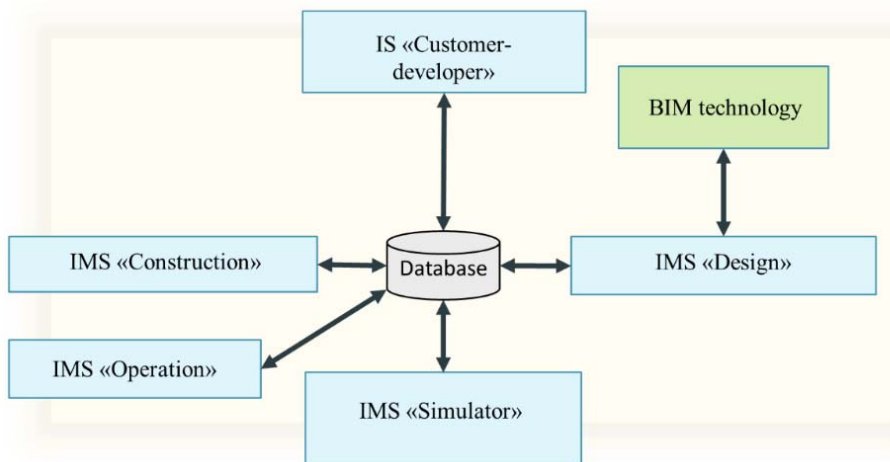 IS «Customer-
developer»
BIM technology
IMS «Construction»
Database
IMS «Design»
IMS «Operation»
IMS «Simulator»